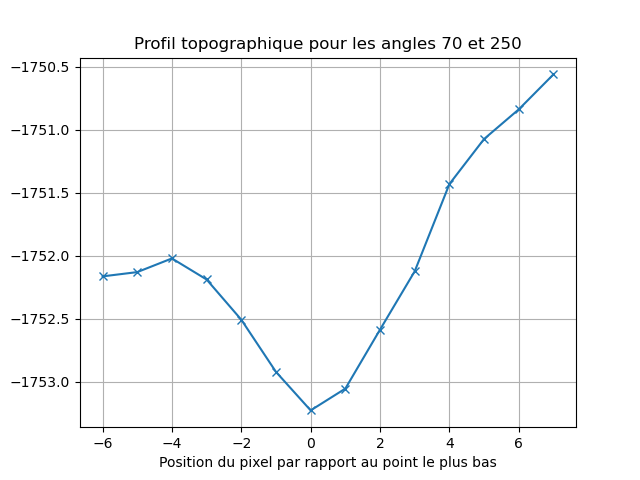 Profil topographique pour les angles 70 et 250
−1750.5
−1751.0
−1751.5
−1752.0
−1752.5
−1753.0
−6 −4 −2 0 2 4 6
Position du pixel par rapport au point le plus bas